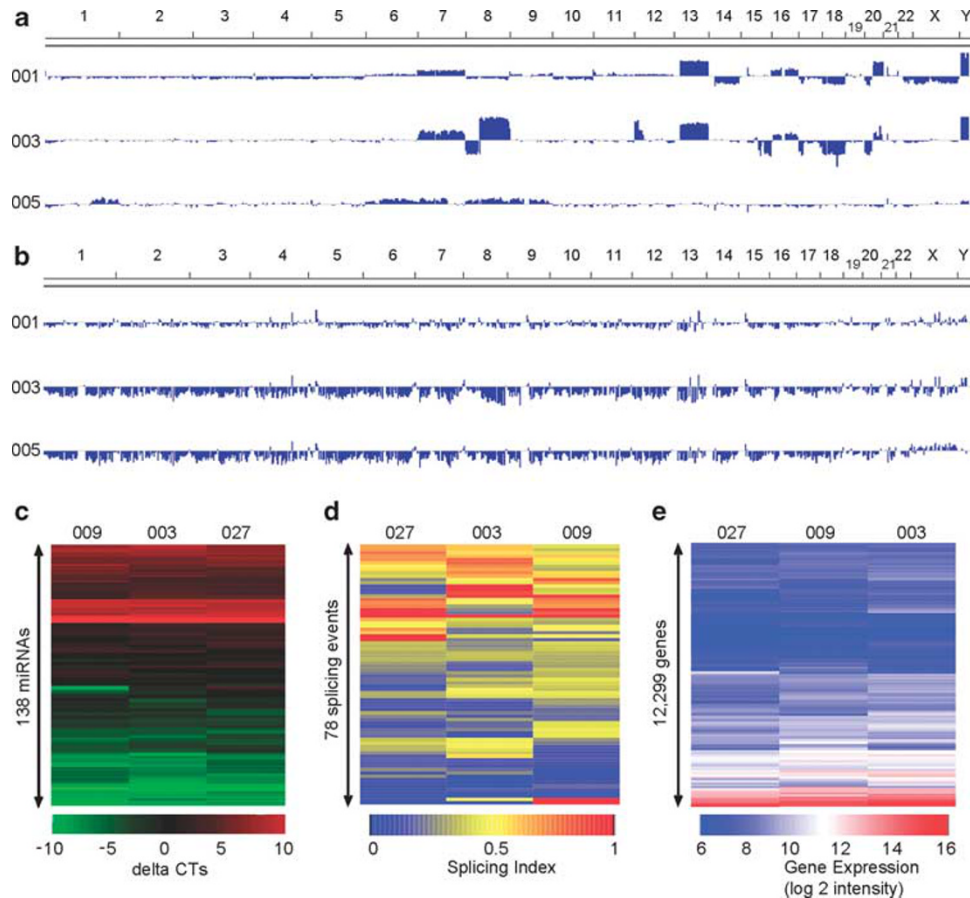 a
1 2 3 4 5 6 7 8 9 10 11 12 13 14 15 16 17 18 19 20 21 22 X Y
001
003
005
b
1 2 3 4 5 6 7 8 9 10 11 12 13 14 15 16 17 18 19 20 21 22 X Y
001
003
005
c
009 003 027
138 miRNAs
-10 -5 0 5 10
delta CTs
d
027 003 009
78 splicing events
0 0.5 1
Splicing Index
e
027 009 003
12,299 genes
6 8 10 12 14 16
Gene Expression
(log 2 intensity)